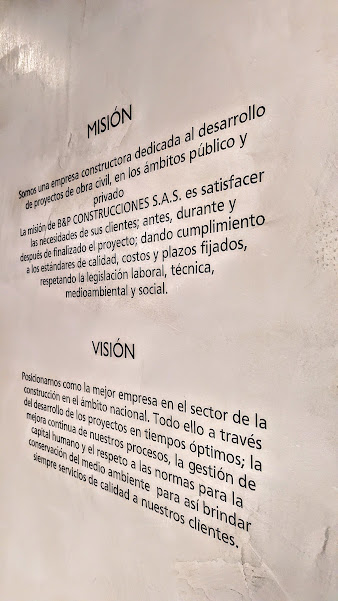 MISIÓN
Somos una empresa constructora dedicada al desarrollo
de proyectos de obra civil, en los ámbitos público y
privado
La misión de B&P CONSTRUCCIONES S.A.S. es satisfacer
las necesidades de sus clientes; antes, durante y
después de finalizado el proyecto; dando cumplimiento
a los estándares de calidad, costos y plazos fijados,
respetando la legislación laboral, técnica,
medioambiental y social.
VISIÓN
Posicionarnos como la mejor empresa en el sector de la
construcción en el ámbito nacional. Todo ello a través
del desarrollo de los proyectos en tiempos óptimos; la
mejora continua de nuestros procesos, la gestión de
capital humano y el respeto a las normas para la
conservación del medio ambiente para así brindar
siempre servicios de calidad a nuestros clientes.